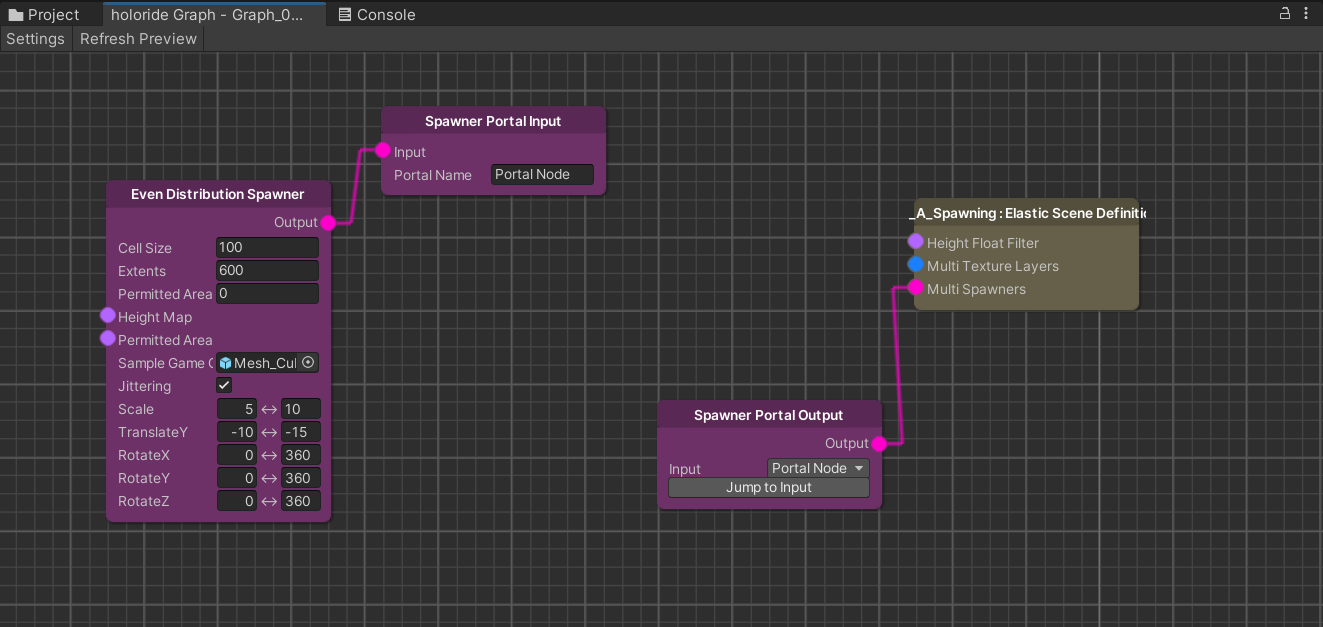 Project
holoride Graph - Graph_0...
Console
Settings
Refresh Preview
Spawner Portal Input
Input
Portal Name
Portal Node
Even Distribution Spawner
Output
Cell Size
100
Extents
600
Permitted Area
0
Height Map
Permitted Area
Sample Game
Mesh_Cul
Jittering
Scale
5 ↔ 10
TranslateY
-10 ↔ -15
RotateX
0 ↔ 360
RotateY
0 ↔ 360
RotateZ
0 ↔ 360
_A_Spawning : Elastic Scene Definitio
Height Float Filter
Multi Texture Layers
Multi Spawners
Spawner Portal Output
Output
Input
Portal Node
Jump to Input